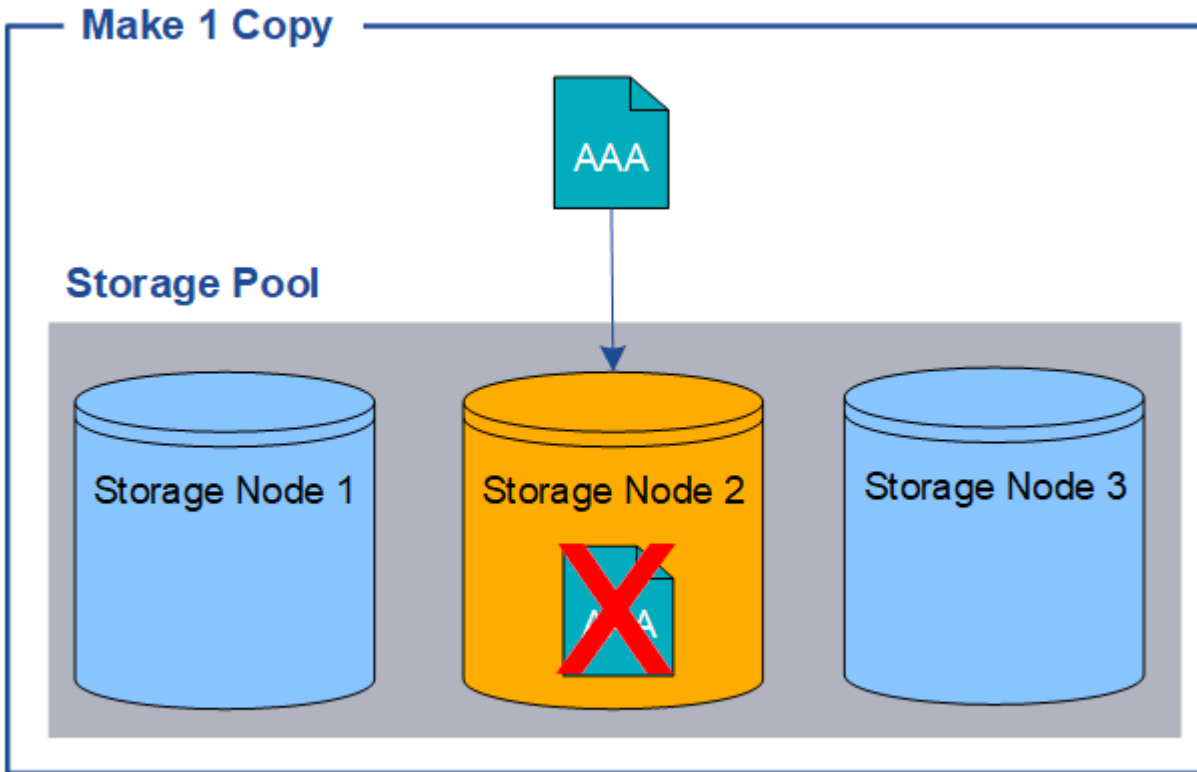 Make 1 Copy
AAA
Storage Pool
Storage Node 1
Storage Node 2
Storage Node 3